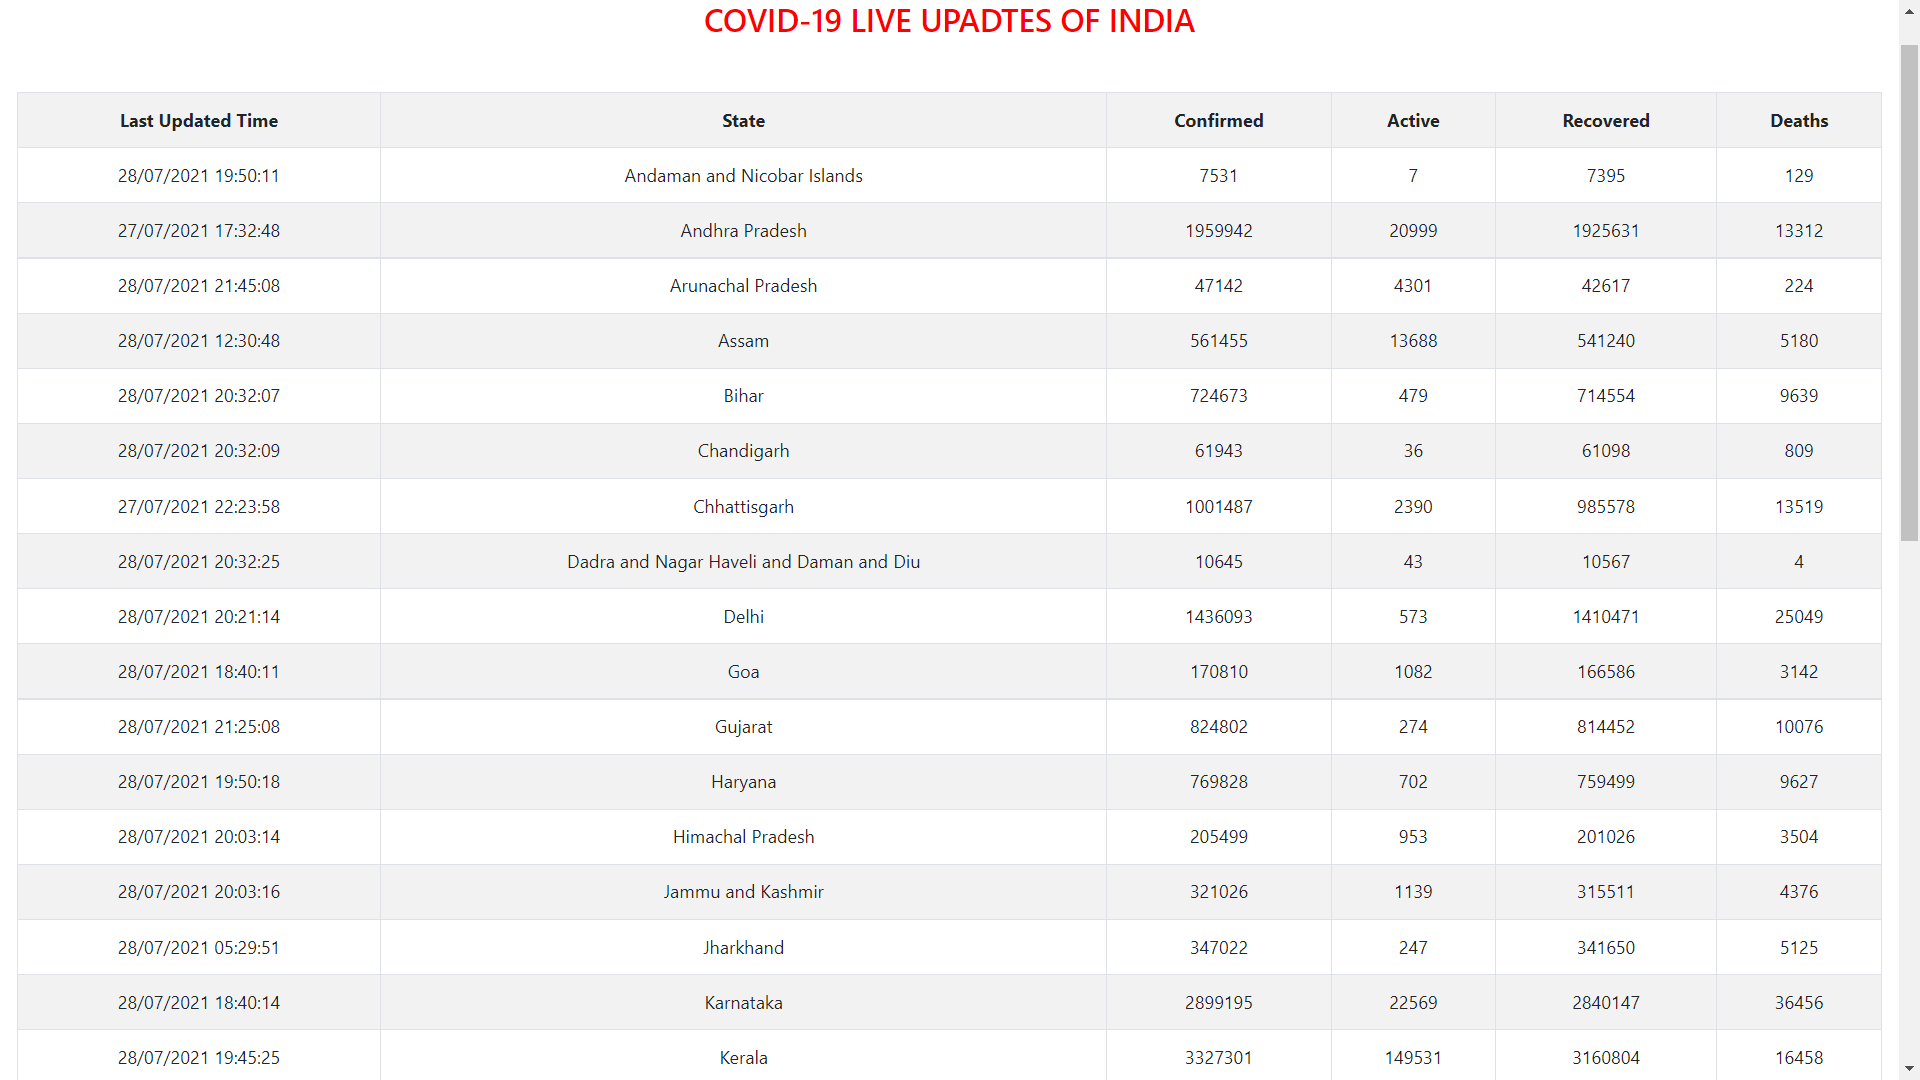 COVID-19 LIVE UPADTES OF INDIA
Last Updated Time State Confirmed Active Recovered Deaths
28/07/2021 19:50:11 Andaman and Nicobar Islands 7531 7 7395 129
27/07/2021 17:32:48 Andhra Pradesh 1959942 20999 1925631 13312
28/07/2021 21:45:08 Arunachal Pradesh 47142 4301 42617 224
28/07/2021 12:30:48 Assam 561455 13688 541240 5180
28/07/2021 20:32:07 Bihar 724673 479 714554 9639
28/07/2021 20:32:09 Chandigarh 61943 36 61098 809
27/07/2021 22:23:58 Chhattisgarh 1001487 2390 985578 13519
28/07/2021 20:32:25 Dadra and Nagar Haveli and Daman and Diu 10645 43 10567 4
28/07/2021 20:21:14 Delhi 1436093 573 1410471 25049
28/07/2021 18:40:11 Goa 170810 1082 166586 3142
28/07/2021 21:25:08 Gujarat 824802 274 814452 10076
28/07/2021 19:50:18 Haryana 769828 702 759499 9627
28/07/2021 20:03:14 Himachal Pradesh 205499 953 201026 3504
28/07/2021 20:03:16 Jammu and Kashmir 321026 1139 315511 4376
28/07/2021 05:29:51 Jharkhand 347022 247 341650 5125
28/07/2021 18:40:14 Karnataka 2899195 22569 2840147 36456
28/07/2021 19:45:25 Kerala 3327301 149531 3160804 16458